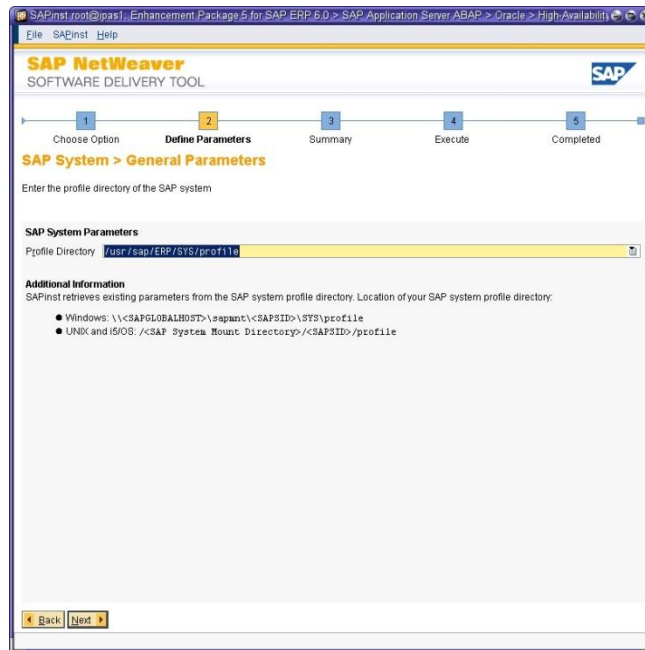 SAPinst root@ipas1: Enhancement Package 5 for SAP ERP 6.0 > SAP Application Server ABAP > Oracle > High-Availability
File SAPinst Help
SAP NetWeaver
SOFTWARE DELIVERY TOOL
SAP
1 2 3 4 5
Choose Option Define Parameters Summary Execute Completed
SAP System > General Parameters
Enter the profile directory of the SAP system
SAP System Parameters
Profile Directory /usr/sap/ERP/SYS/profile
Additional Information
SAPinst retrieves existing parameters from the SAP system profile directory. Location of your SAP system profile directory:
● Windows: \\<SAPGLOBALHOST>\sapmnt\<SAPSID>\SYS\profile
● UNIX and i5/OS: /<SAP System Mount Directory>/<SAPSID>/profile
Back Next